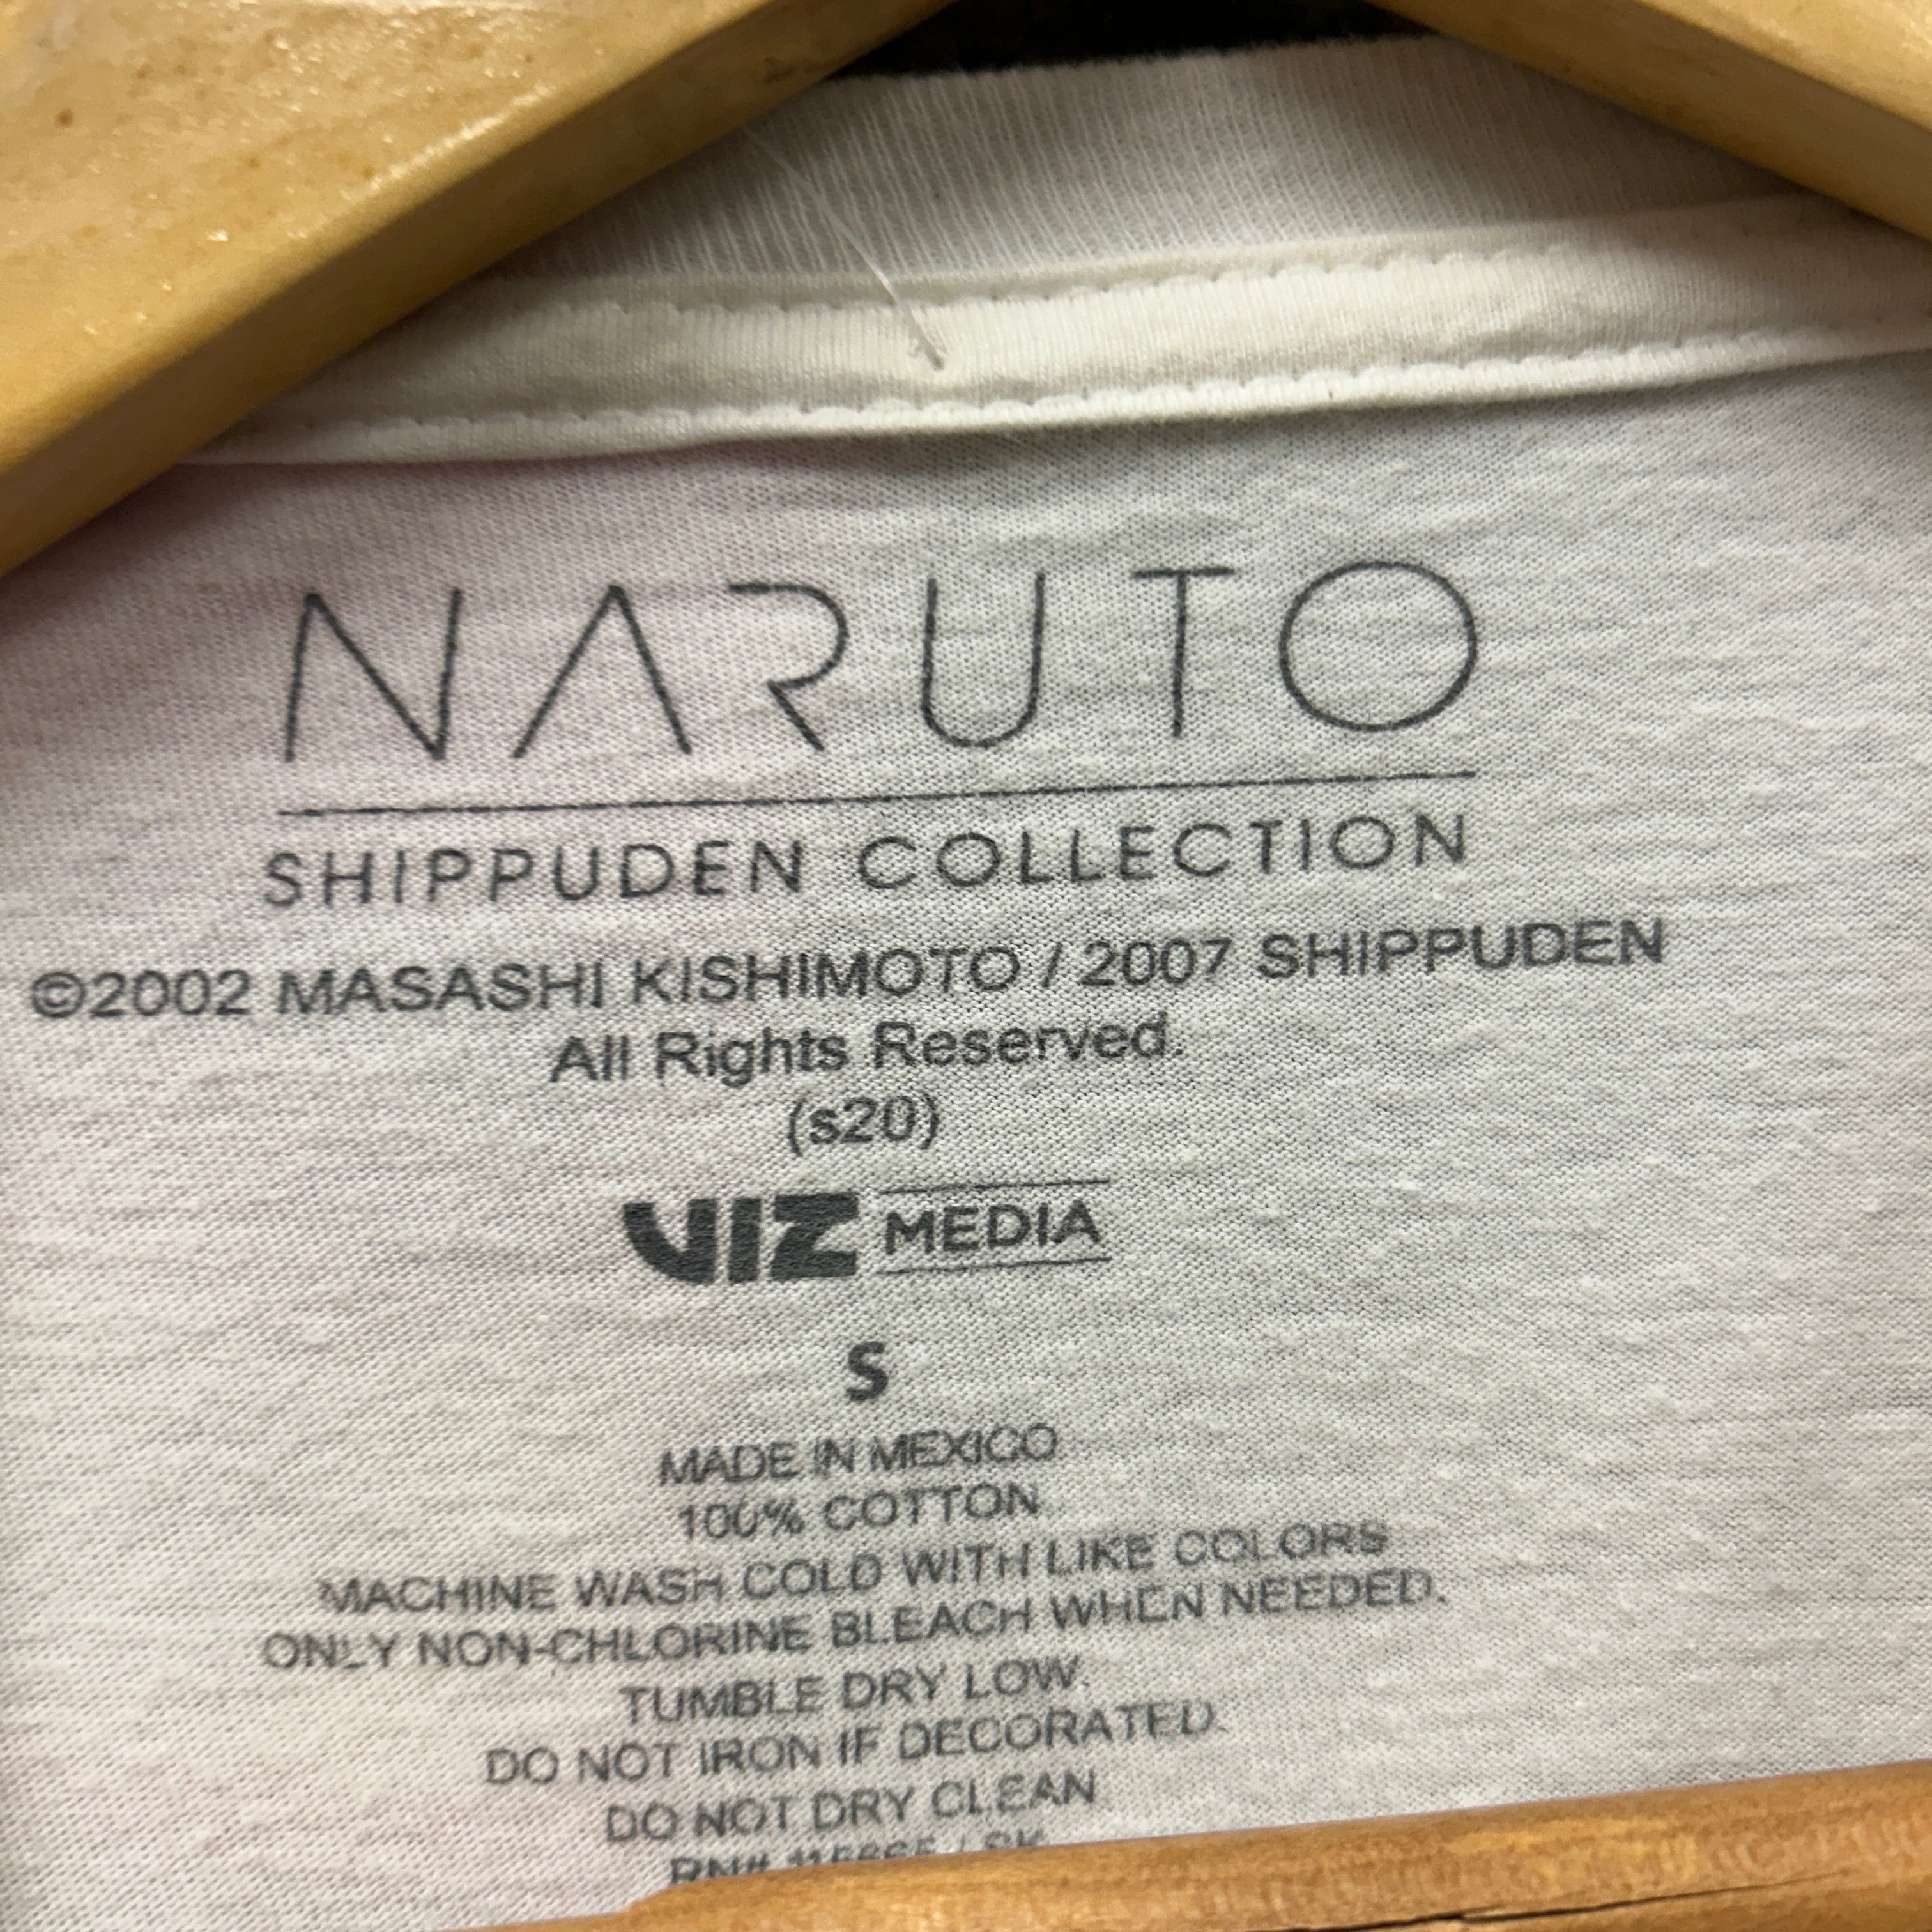 NARUTO
SHIPPUDEN COLLECTION
©2002 MASASHI KISHIMOTO / 2007 SHIPPUDEN
All Rights Reserved.
(s20)
VIZ MEDIA
S
MADE IN MEXICO
100% COTTON
MACHINE WASH COLD WITH LIKE COLORS
ONLY NON-CHLORINE BLEACH WHEN NEEDED.
TUMBLE DRY LOW.
DO NOT IRON IF DECORATED.
DO NOT DRY CLEAN
RN#